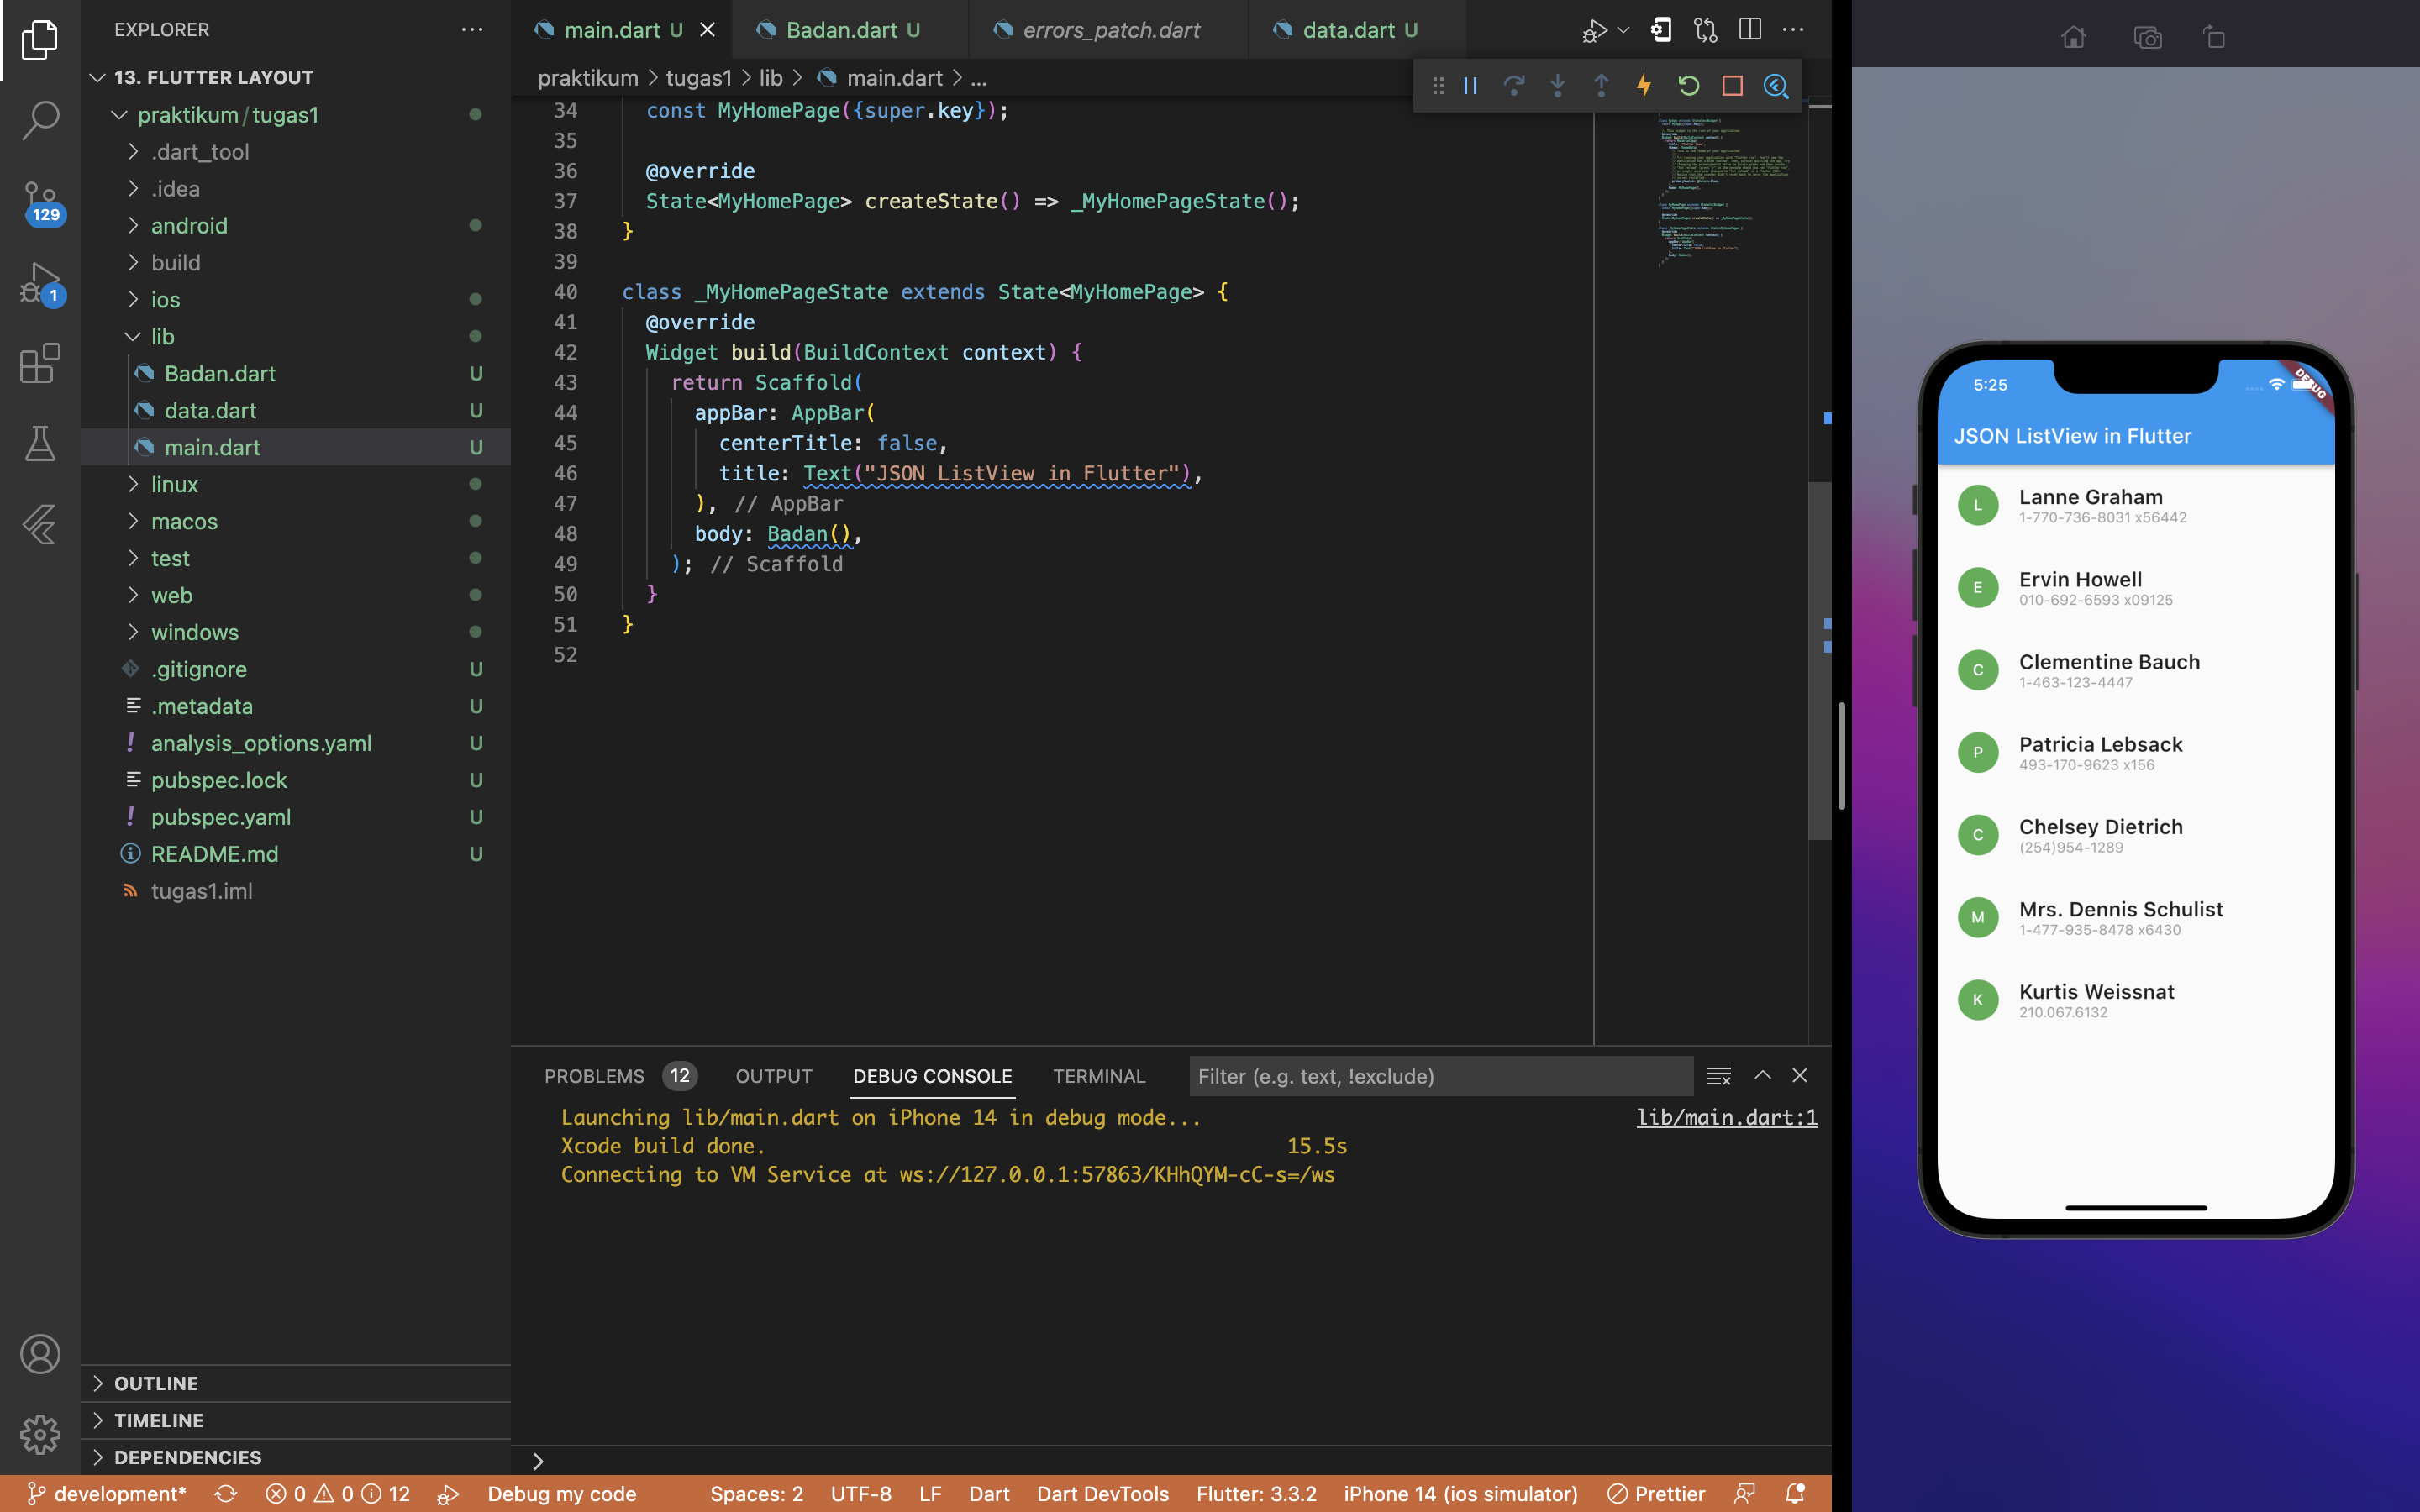 EXPLORER
13. FLUTTER LAYOUT
praktikum/tugas1
.dart_tool
.idea
android
build
ios
lib
Badan.dart U
data.dart U
main.dart U
linux
macos
test
web
windows
.gitignore U
.metadata U
analysis_options.yaml U
pubspec.lock U
pubspec.yaml U
README.md U
tugas1.iml
OUTLINE
TIMELINE
DEPENDENCIES
129
1
main.dart U
Badan.dart U
errors_patch.dart
data.dart U
praktikum > tugas1 > lib > main.dart > ...
34 const MyHomePage({super.key});
35
36 @override
37 State<MyHomePage> createState() => _MyHomePageState();
38 }
39
40 class _MyHomePageState extends State<MyHomePage> {
41 @override
42 Widget build(BuildContext context) {
43 return Scaffold(
44 appBar: AppBar(
45 centerTitle: false,
46 title: Text("JSON ListView in Flutter"),
47 ), // AppBar
48 body: Badan(),
49 ); // Scaffold
50 }
51 }
52
PROBLEMS 12 OUTPUT DEBUG CONSOLE TERMINAL Filter (e.g. text, !exclude)
Launching lib/main.dart on iPhone 14 in debug mode... lib/main.dart:1
Xcode build done. 15.5s
Connecting to VM Service at ws://127.0.0.1:57863/KHhQYM-cC-s=/ws
development* 0 0 12 Debug my code Spaces: 2 UTF-8 LF Dart Dart DevTools Flutter: 3.3.2 iPhone 14 (ios simulator) Prettier
5:25
DEBUG
JSON ListView in Flutter
L Lanne Graham
1-770-736-8031 x56442
E Ervin Howell
010-692-6593 x09125
C Clementine Bauch
1-463-123-4447
P Patricia Lebsack
493-170-9623 x156
C Chelsey Dietrich
(254)954-1289
M Mrs. Dennis Schulist
1-477-935-8478 x6430
K Kurtis Weissnat
210.067.6132